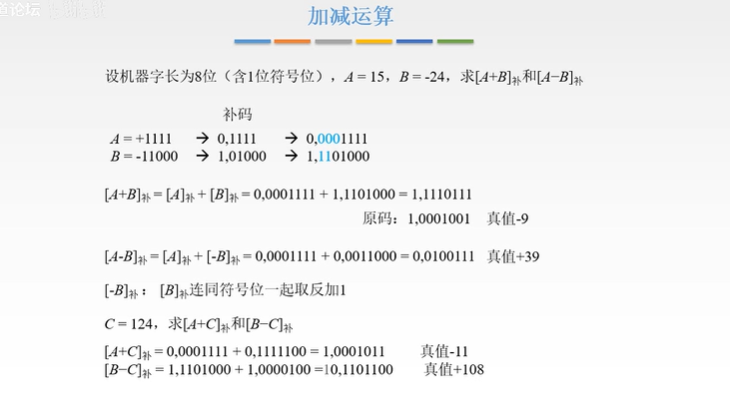 道论坛
加减运算
设机器字长为8位（含1位符号位），A = 15，B = -24，求[A+B]补和[A−B]补
补码
A = +1111 → 0,1111 → 0,0001111
B = -11000 → 1,01000 → 1,1101000
[A+B]补 = [A]补 + [B]补 = 0,0001111 + 1,1101000 = 1,1110111
原码：1,0001001 真值-9
[A-B]补 = [A]补 + [-B]补 = 0,0001111 + 0,0011000 = 0,0100111 真值+39
[-B]补： [B]补连同符号位一起取反加1
C = 124，求[A+C]补和[B−C]补
[A+C]补 = 0,0001111 + 0,1111100 = 1,0001011 真值-11
[B−C]补 = 1,1101000 + 1,0000100 =10,1101100 真值+108